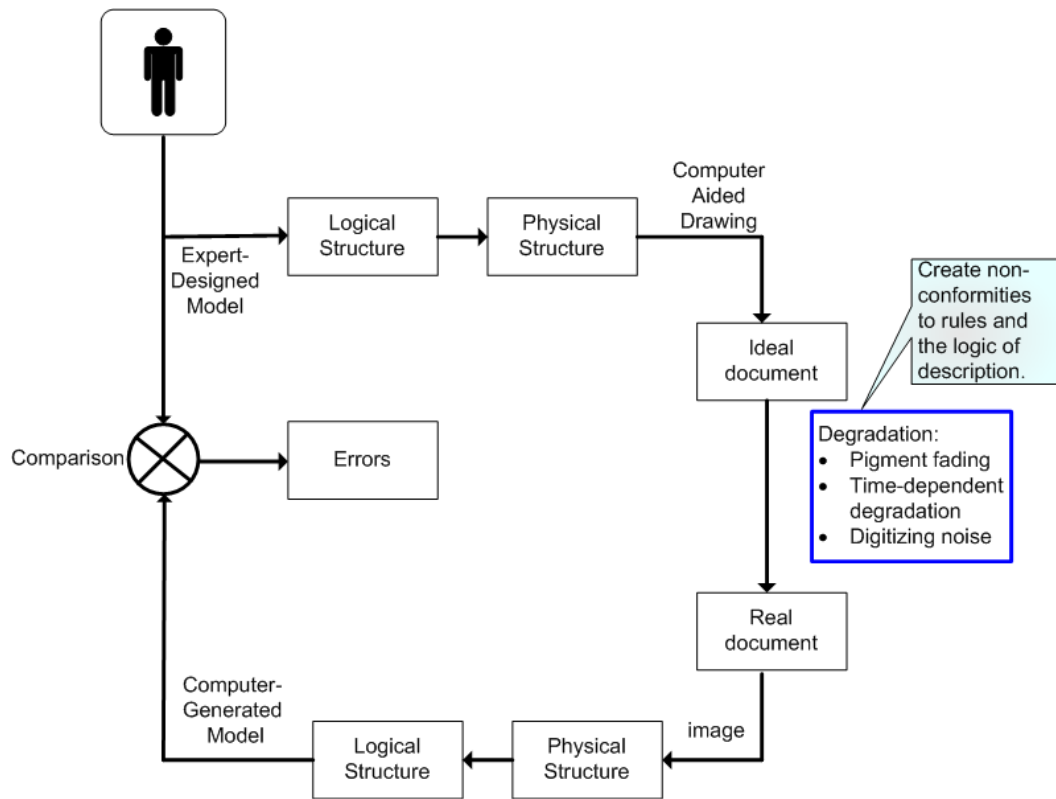 Computer
Aided
Drawing
Logical
Structure
Physical
Structure
Expert-
Designed
Model
Create non-
conformities
to rules and
the logic of
description.
Ideal
document
Degradation:
• Pigment fading
• Time-dependent
degradation
• Digitizing noise
Comparison
Errors
Real
document
Computer-
Generated
Model
image
Logical
Structure
Physical
Structure